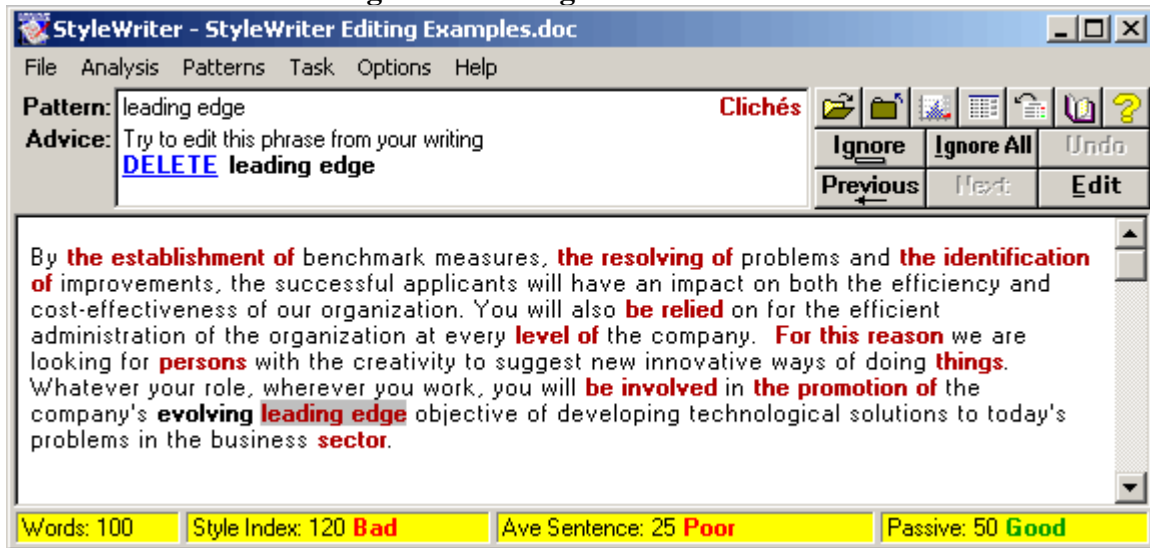 StyleWriter - StyleWriter Editing Examples.doc
File Analysis Patterns Task Options Help
Pattern: leading edge Clichés
Advice: Try to edit this phrase from your writing
DELETE leading edge
Ignore Ignore All Undo
Previous Next Edit
By the establishment of benchmark measures, the resolving of problems and the identification
of improvements, the successful applicants will have an impact on both the efficiency and
cost-effectiveness of our organization. You will also be relied on for the efficient
administration of the organization at every level of the company. For this reason we are
looking for persons with the creativity to suggest new innovative ways of doing things.
Whatever your role, wherever you work, you will be involved in the promotion of the
company's evolving leading edge objective of developing technological solutions to today's
problems in the business sector.
Words: 100 Style Index: 120 Bad Ave Sentence: 25 Poor Passive: 50 Good